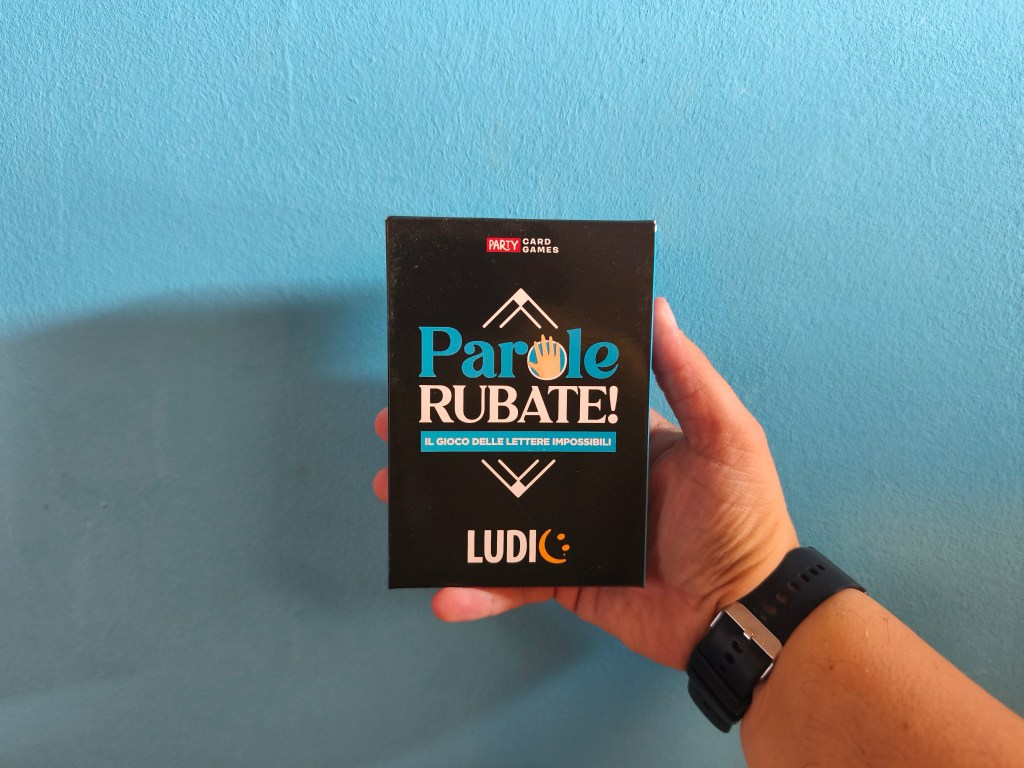 PARTY CARD GAMES
Parole
RUBATE!
IL GIOCO DELLE LETTERE IMPOSSIBILI
LUDIC